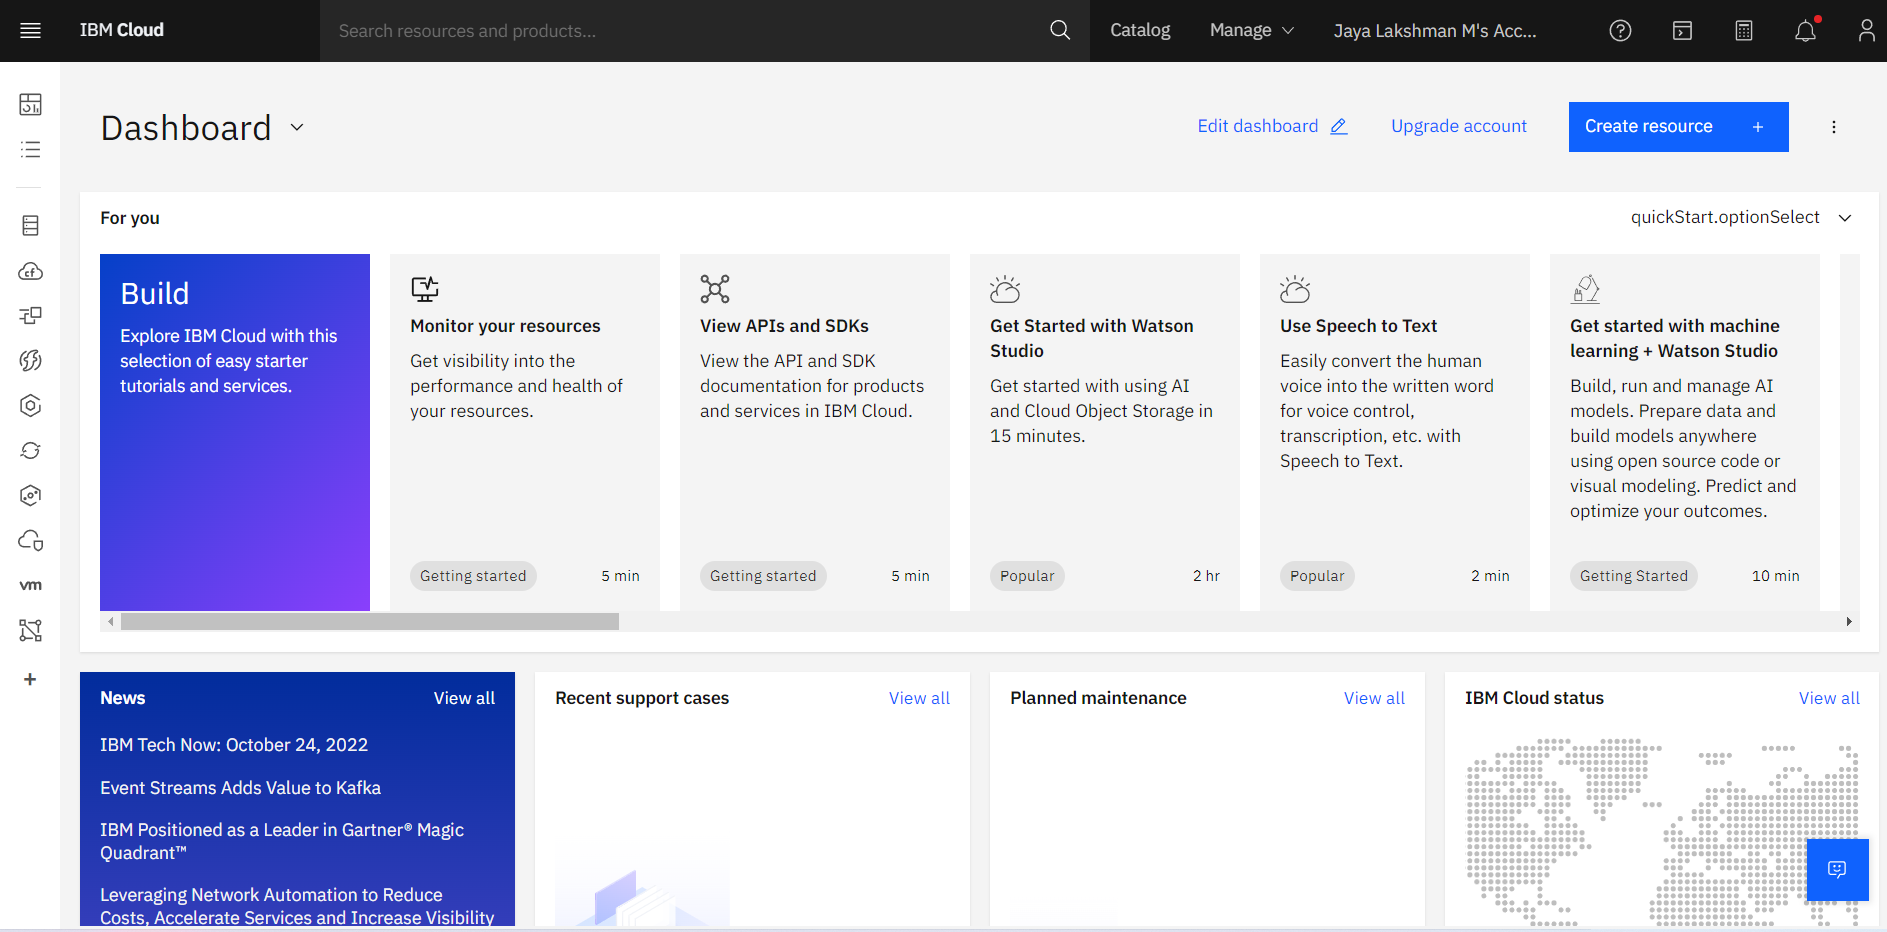 IBM Cloud
Search resources and products...
Catalog
Manage
Jaya Lakshman M's Acc...
Dashboard
Edit dashboard
Upgrade account
Create resource +
For you
quickStart.optionSelect
Build
Explore IBM Cloud with this
selection of easy starter
tutorials and services.
Monitor your resources
Get visibility into the
performance and health of
your resources.
Getting started
5 min
View APIs and SDKs
View the API and SDK
documentation for products
and services in IBM Cloud.
Getting started
5 min
Get Started with Watson
Studio
Get started with using AI
and Cloud Object Storage in
15 minutes.
Popular
2 hr
Use Speech to Text
Easily convert the human
voice into the written word
for voice control,
transcription, etc. with
Speech to Text.
Popular
2 min
Get started with machine
learning + Watson Studio
Build, run and manage AI
models. Prepare data and
build models anywhere
using open source code or
visual modeling. Predict and
optimize your outcomes.
Getting Started
10 min
cf
vm
+
News
View all
IBM Tech Now: October 24, 2022
Event Streams Adds Value to Kafka
IBM Positioned as a Leader in Gartner® Magic
Quadrant™
Leveraging Network Automation to Reduce
Costs, Accelerate Services and Increase Visibility
Recent support cases
View all
Planned maintenance
View all
IBM Cloud status
View all